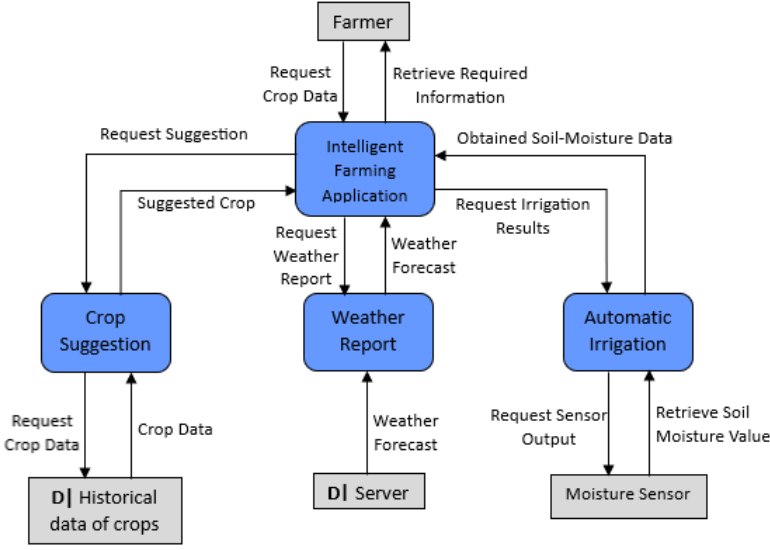 Farmer
Request
Crop Data
Retrieve Required
Information
Request Suggestion
Intelligent
Farming
Application
Obtained Soil-Moisture Data
Suggested Crop
Request Irrigation
Results
Request
Weather
Report
Weather
Forecast
Crop
Suggestion
Weather
Report
Automatic
Irrigation
Request
Crop Data
Crop Data
Weather
Forecast
Request Sensor
Output
Retrieve Soil
Moisture Value
D| Historical
data of crops
D| Server
Moisture Sensor